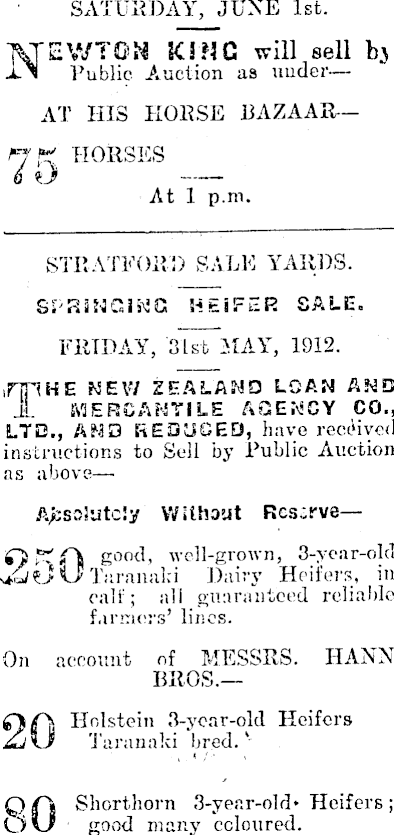 SATURDAY, JUNE 1st.
NEWTON KING will sell by
Public Auction as under—
AT HIS HORSE BAZAAR—
75 HORSES
At 1 p.m.
STRATFORD SALE YARDS.
SPRINGING HEIFER SALE.
FRIDAY, 31st MAY, 1912.
THE NEW ZEALAND LOAN AND
MERCANTILE AGENCY CO.,
LTD., AND REDUCED, have received
instructions to Sell by Public Auction
as above—
Absolutely Without Reserve—
250 good, well-grown, 3-year-old
Taranaki Dairy Heifers, in
calf; all guaranteed reliable
farmers' lines.
On account of MESSRS. HANN
BROS.—
20 Holstein 3-year-old Heifers
Taranaki bred.
80 Shorthorn 3-year-old Heifers;
good many coloured.